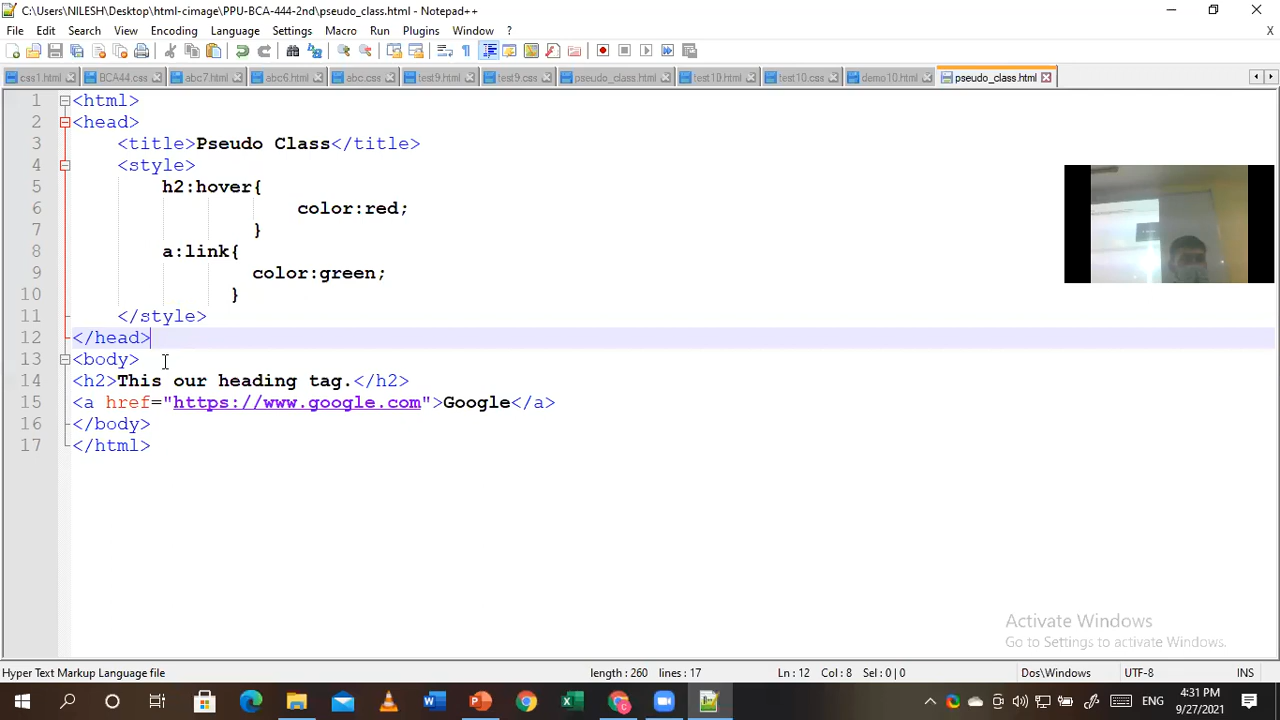 C:\Users\NILESH\Desktop\html-cimage\PPU-BCA-444-2nd\pseudo_class.html - Notepad++
File Edit Search View Encoding Language Settings Macro Run Plugins Window ? X
css1.html BCA44.css abc7.html abc6.html abc.css test9.html test9.css pseudo_class.html test10.html test10.css demo10.html pseudo_class.html
1 <html>
2 <head>
3 <title>Pseudo Class</title>
4 <style>
5 h2:hover{
6 color:red;
7 }
8 a:link{
9 color:green;
10 }
11 </style>
12 </head>
13 <body>
14 <h2>This our heading tag.</h2>
15 <a href="https://www.google.com">Google</a>
16 </body>
17 </html>
Activate Windows
Go to Settings to activate Windows.
Hyper Text Markup Language file length : 260 lines : 17 Ln : 12 Col : 8 Sel : 0 | 0 Dos\Windows UTF-8 INS
ENG 4:31 PM
9/27/2021